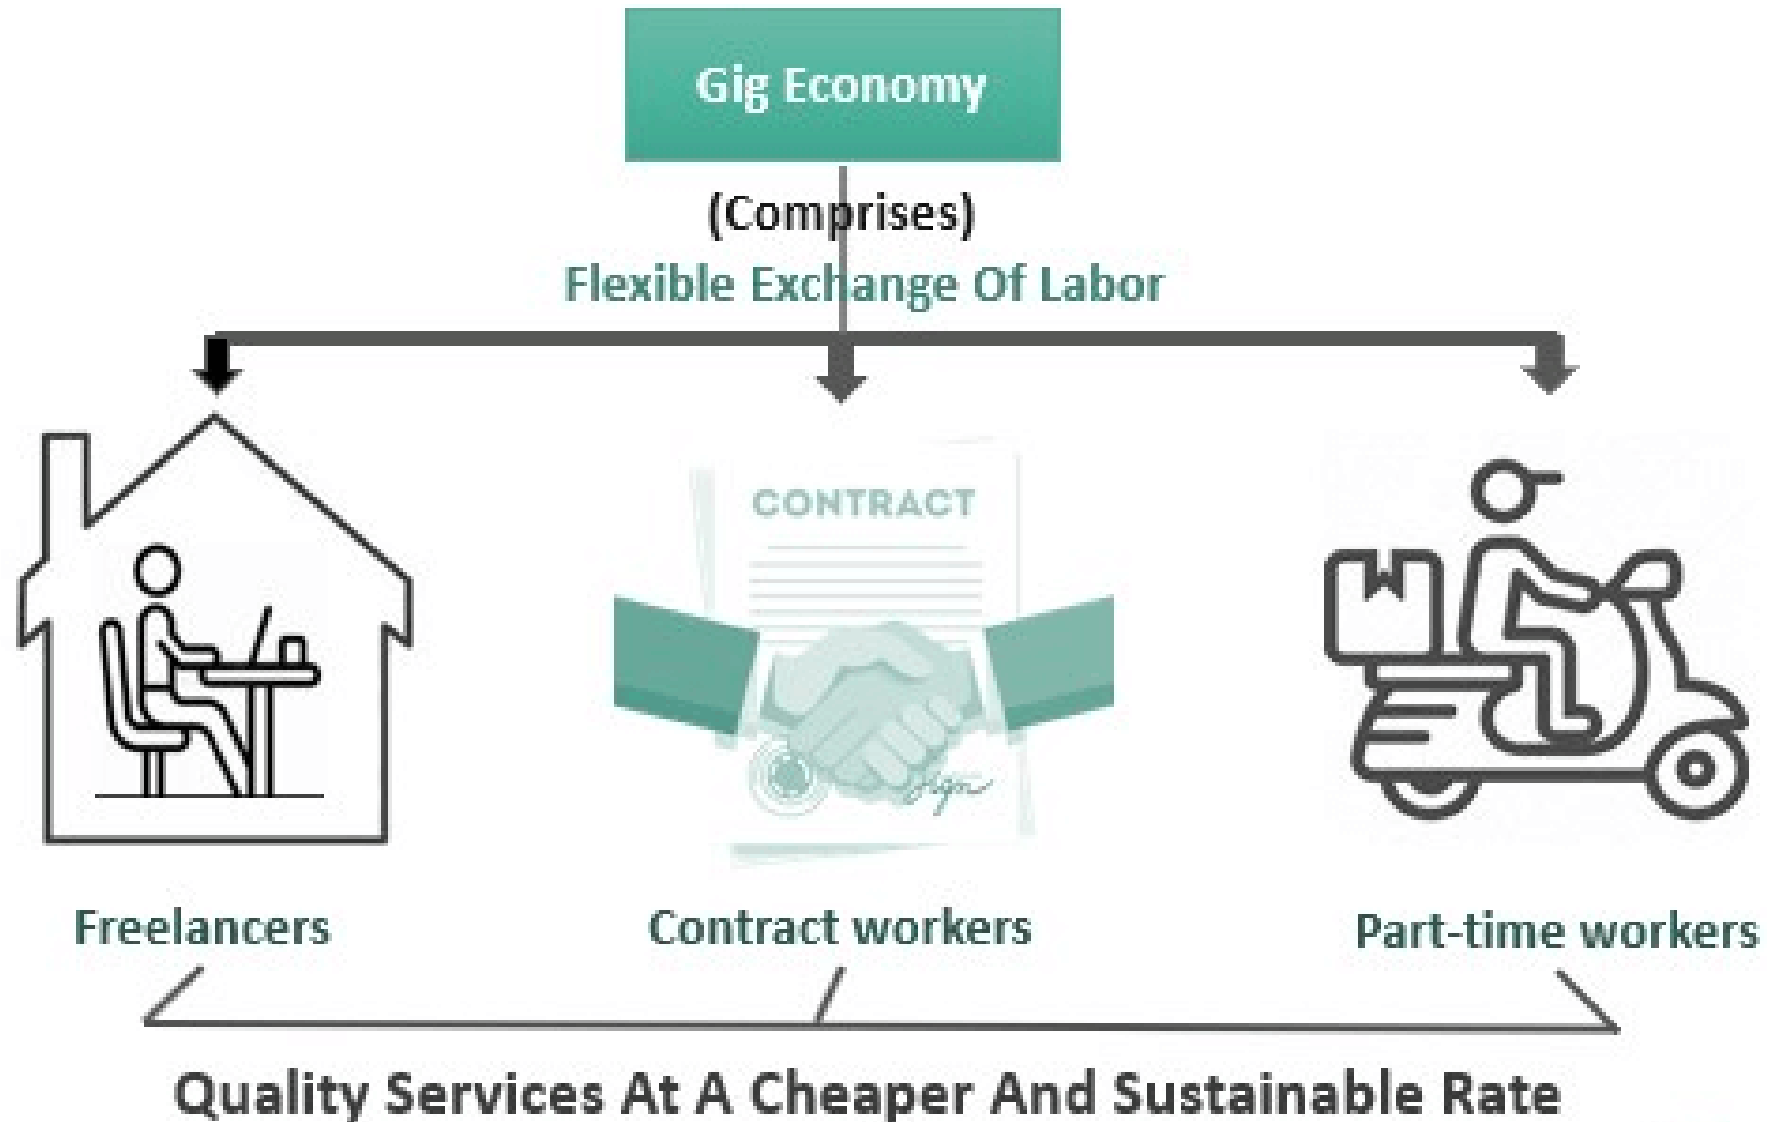 Gig Economy
(Comprises)
Flexible Exchange Of Labor
CONTRACT
Sign
Freelancers
Contract workers
Part-time workers
Quality Services At A Cheaper And Sustainable Rate